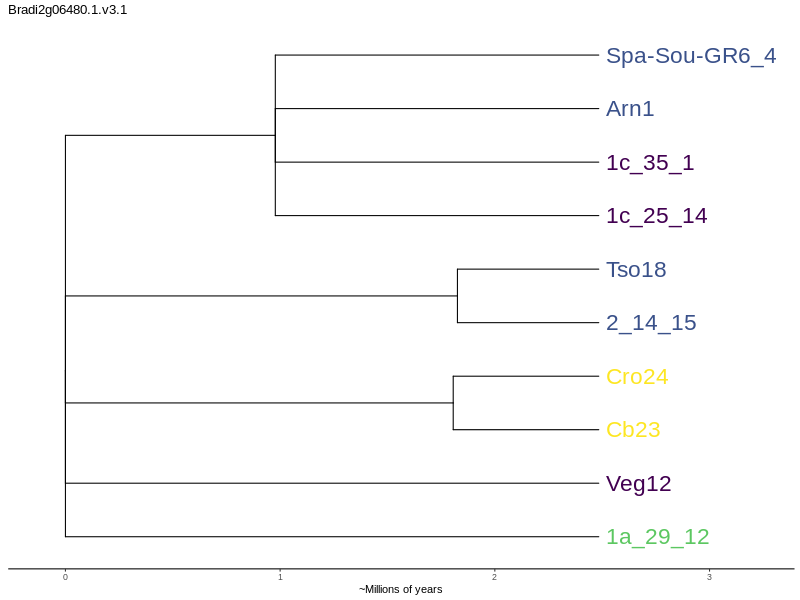 Bradi2g06480.1.v3.1
Spa-Sou-GR6_4
Arn1
1c_35_1
1c_25_14
Tso18
2_14_15
Cro24
Cb23
Veg12
1a_29_12
0 1 2 3
~Millions of years